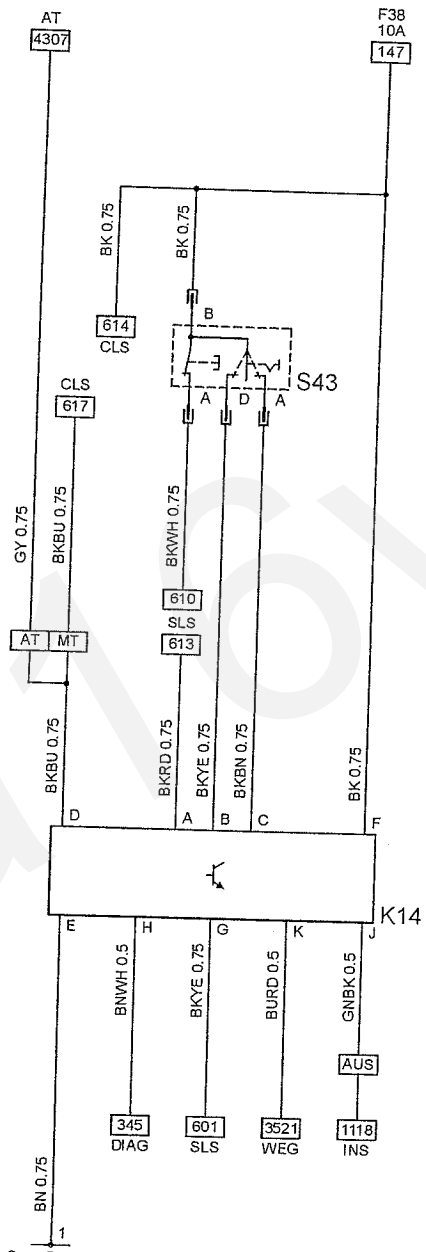 AT
4307
F38
10A
147
BK 0.75
BK 0.75
614
CLS
B
S43
A
D
A
CLS
617
GY 0.75
BKBU 0.75
BKWH 0.75
610
SLS
613
AT
MT
BKBU 0.75
BKRD 0.75
BKYE 0.75
BKBN 0.75
BK 0.75
D
A
B
C
F
K14
E
H
G
K
J
BNWH 0.5
BKYE 0.75
BURD 0.5
GNBK 0.5
AUS
345
DIAG
601
SLS
3521
WEG
1118
INS
BN 0.75
1